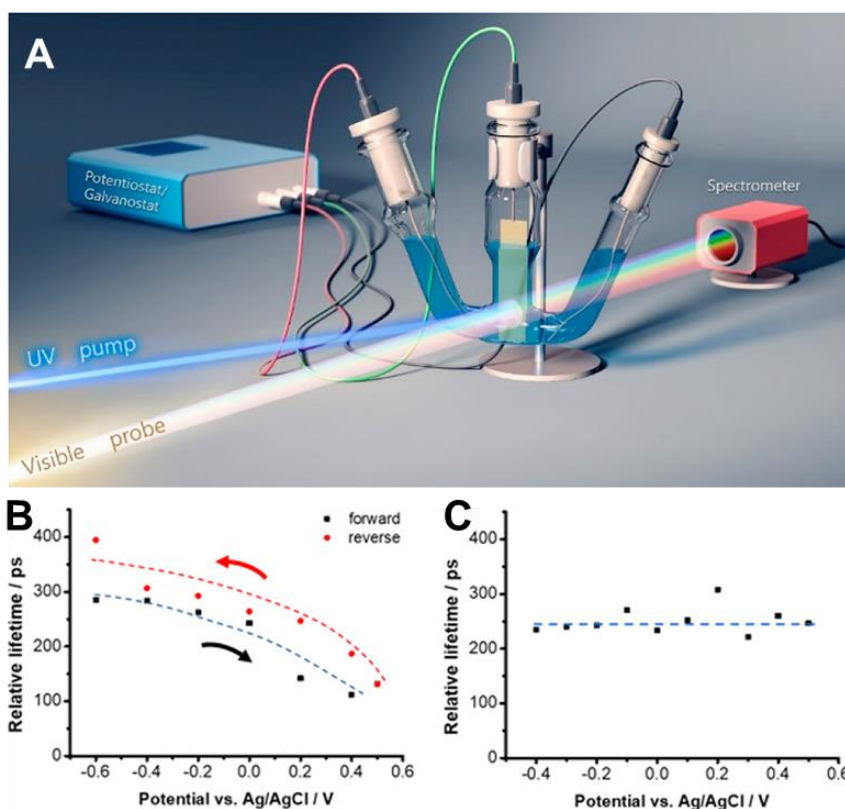 A
Potentiostat/
Galvanostat
Spectrometer
UV pump
Visible probe
B
forward
reverse
400
300
200
100
0
Relative lifetime / ps
-0.6
-0.4
-0.2
0.0
0.2
0.4
0.6
Potential vs. Ag/AgCl / V
C
400
300
200
100
0
Relative lifetime / ps
-0.4
-0.2
0.0
0.2
0.4
0.6
Potential vs. Ag/AgCl / V